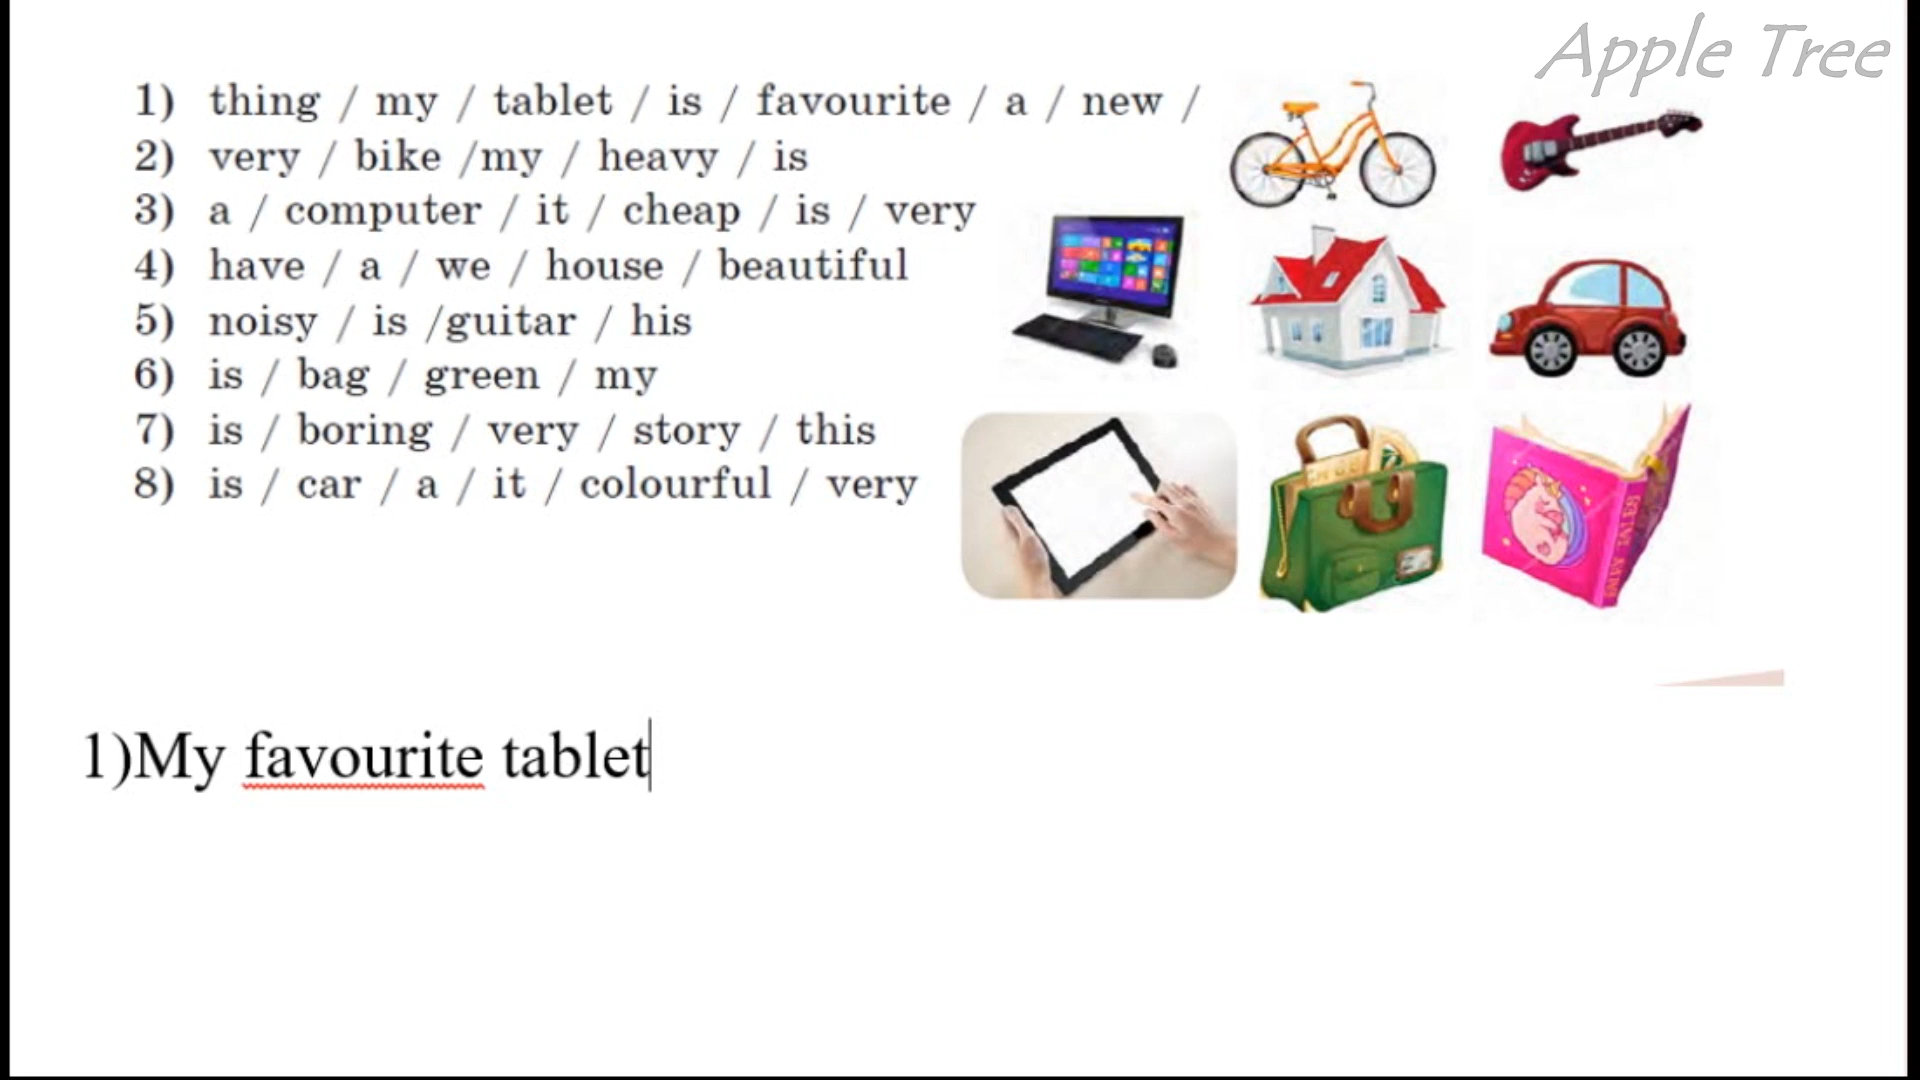 Apple Tree
1) thing / my / tablet / is / favourite / a / new /
2) very / bike /my / heavy / is
3) a / computer / it / cheap / is / very
4) have / a / we / house / beautiful
5) noisy / is /guitar / his
6) is / bag / green / my
7) is / boring / very / story / this
8) is / car / a / it / colourful / very
1)My favourite tablet